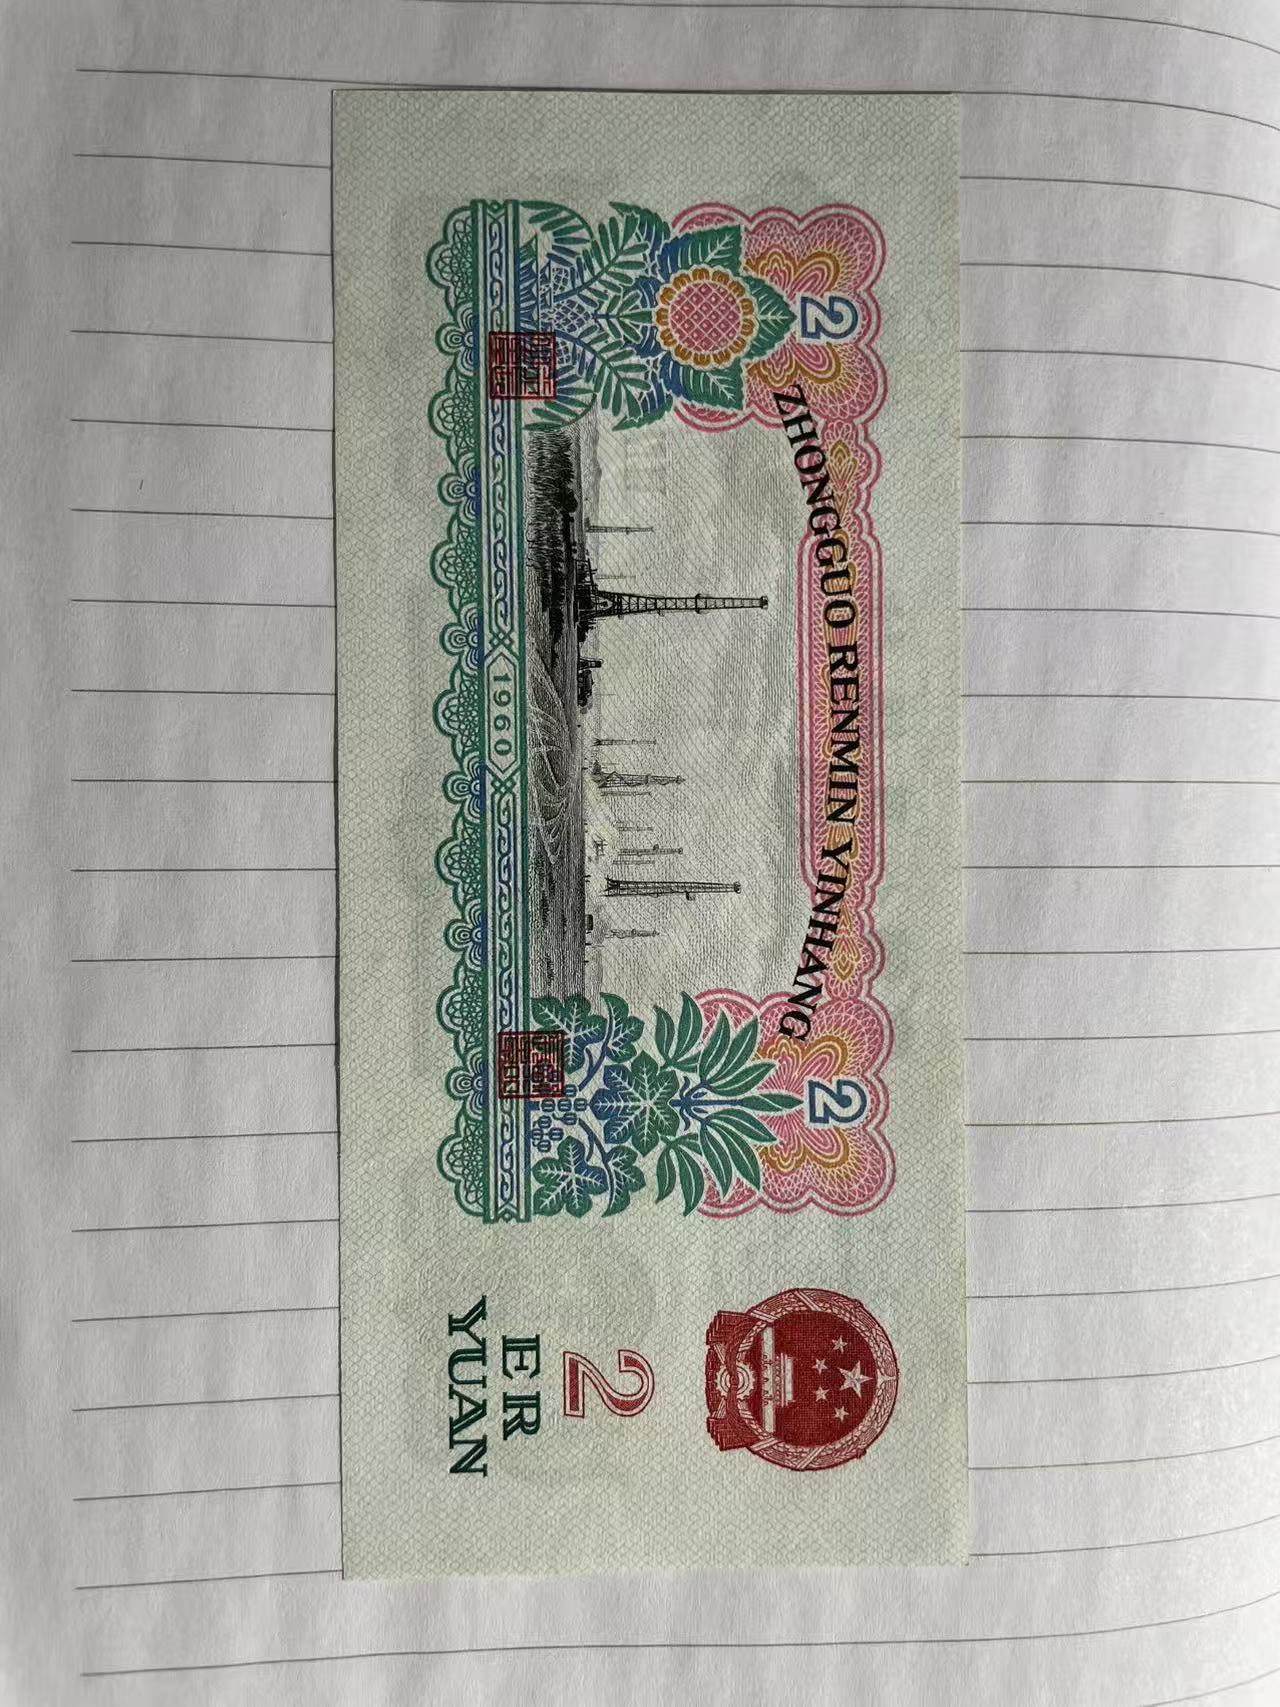 ZHONGGUO RENMIN YINHANG
2
2
1960
2
ER
YUAN